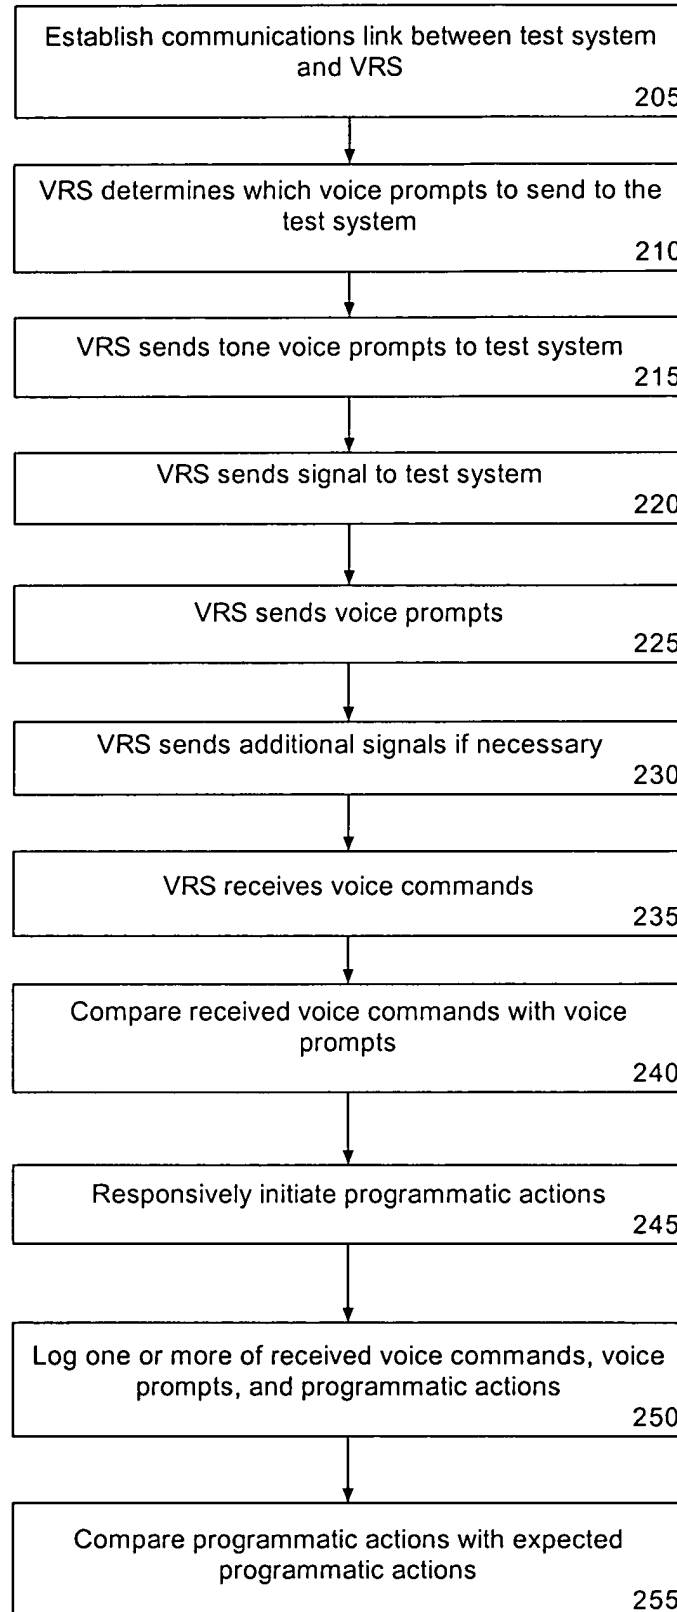 Establish communications link between test system
and VRS
205
VRS determines which voice prompts to send to the
test system
210
VRS sends tone voice prompts to test system
215
VRS sends signal to test system
220
VRS sends voice prompts
225
VRS sends additional signals if necessary
230
VRS receives voice commands
235
Compare received voice commands with voice
prompts
240
Responsively initiate programmatic actions
245
Log one or more of received voice commands, voice
prompts, and programmatic actions
250
Compare programmatic actions with expected
programmatic actions
255